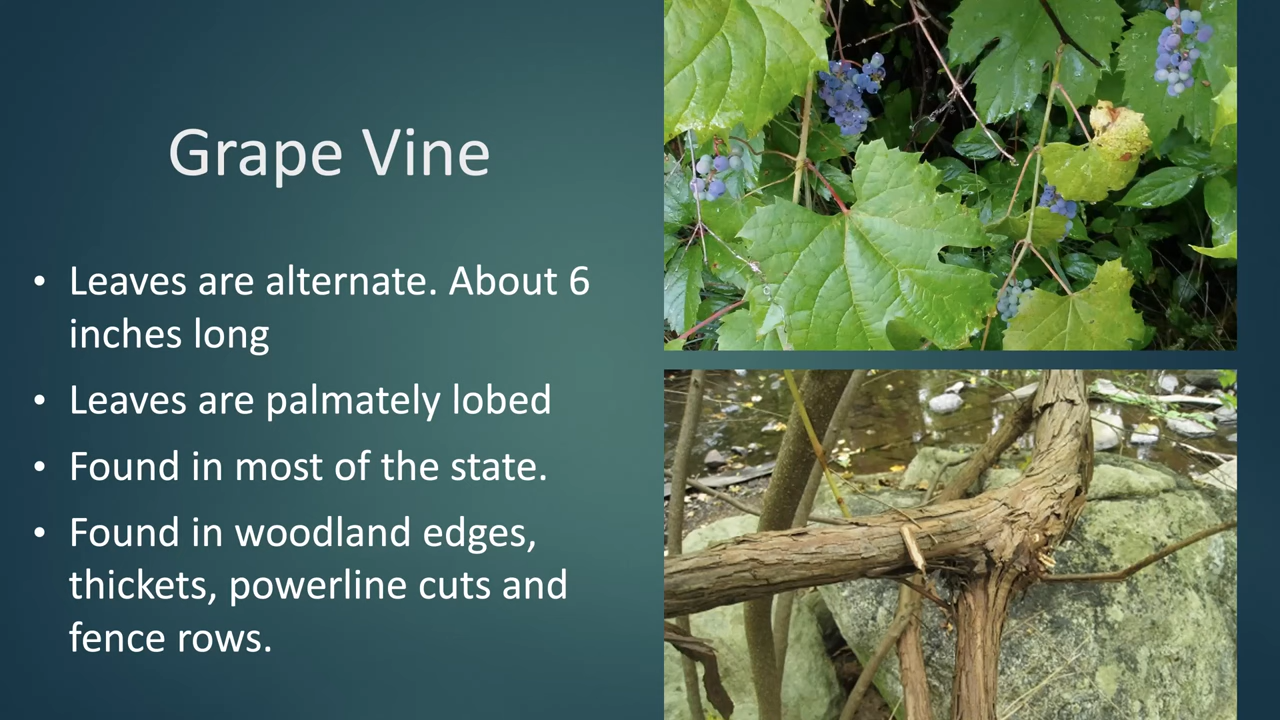 Grape Vine
• Leaves are alternate. About 6
inches long
• Leaves are palmately lobed
• Found in most of the state.
• Found in woodland edges,
thickets, powerline cuts and
fence rows.